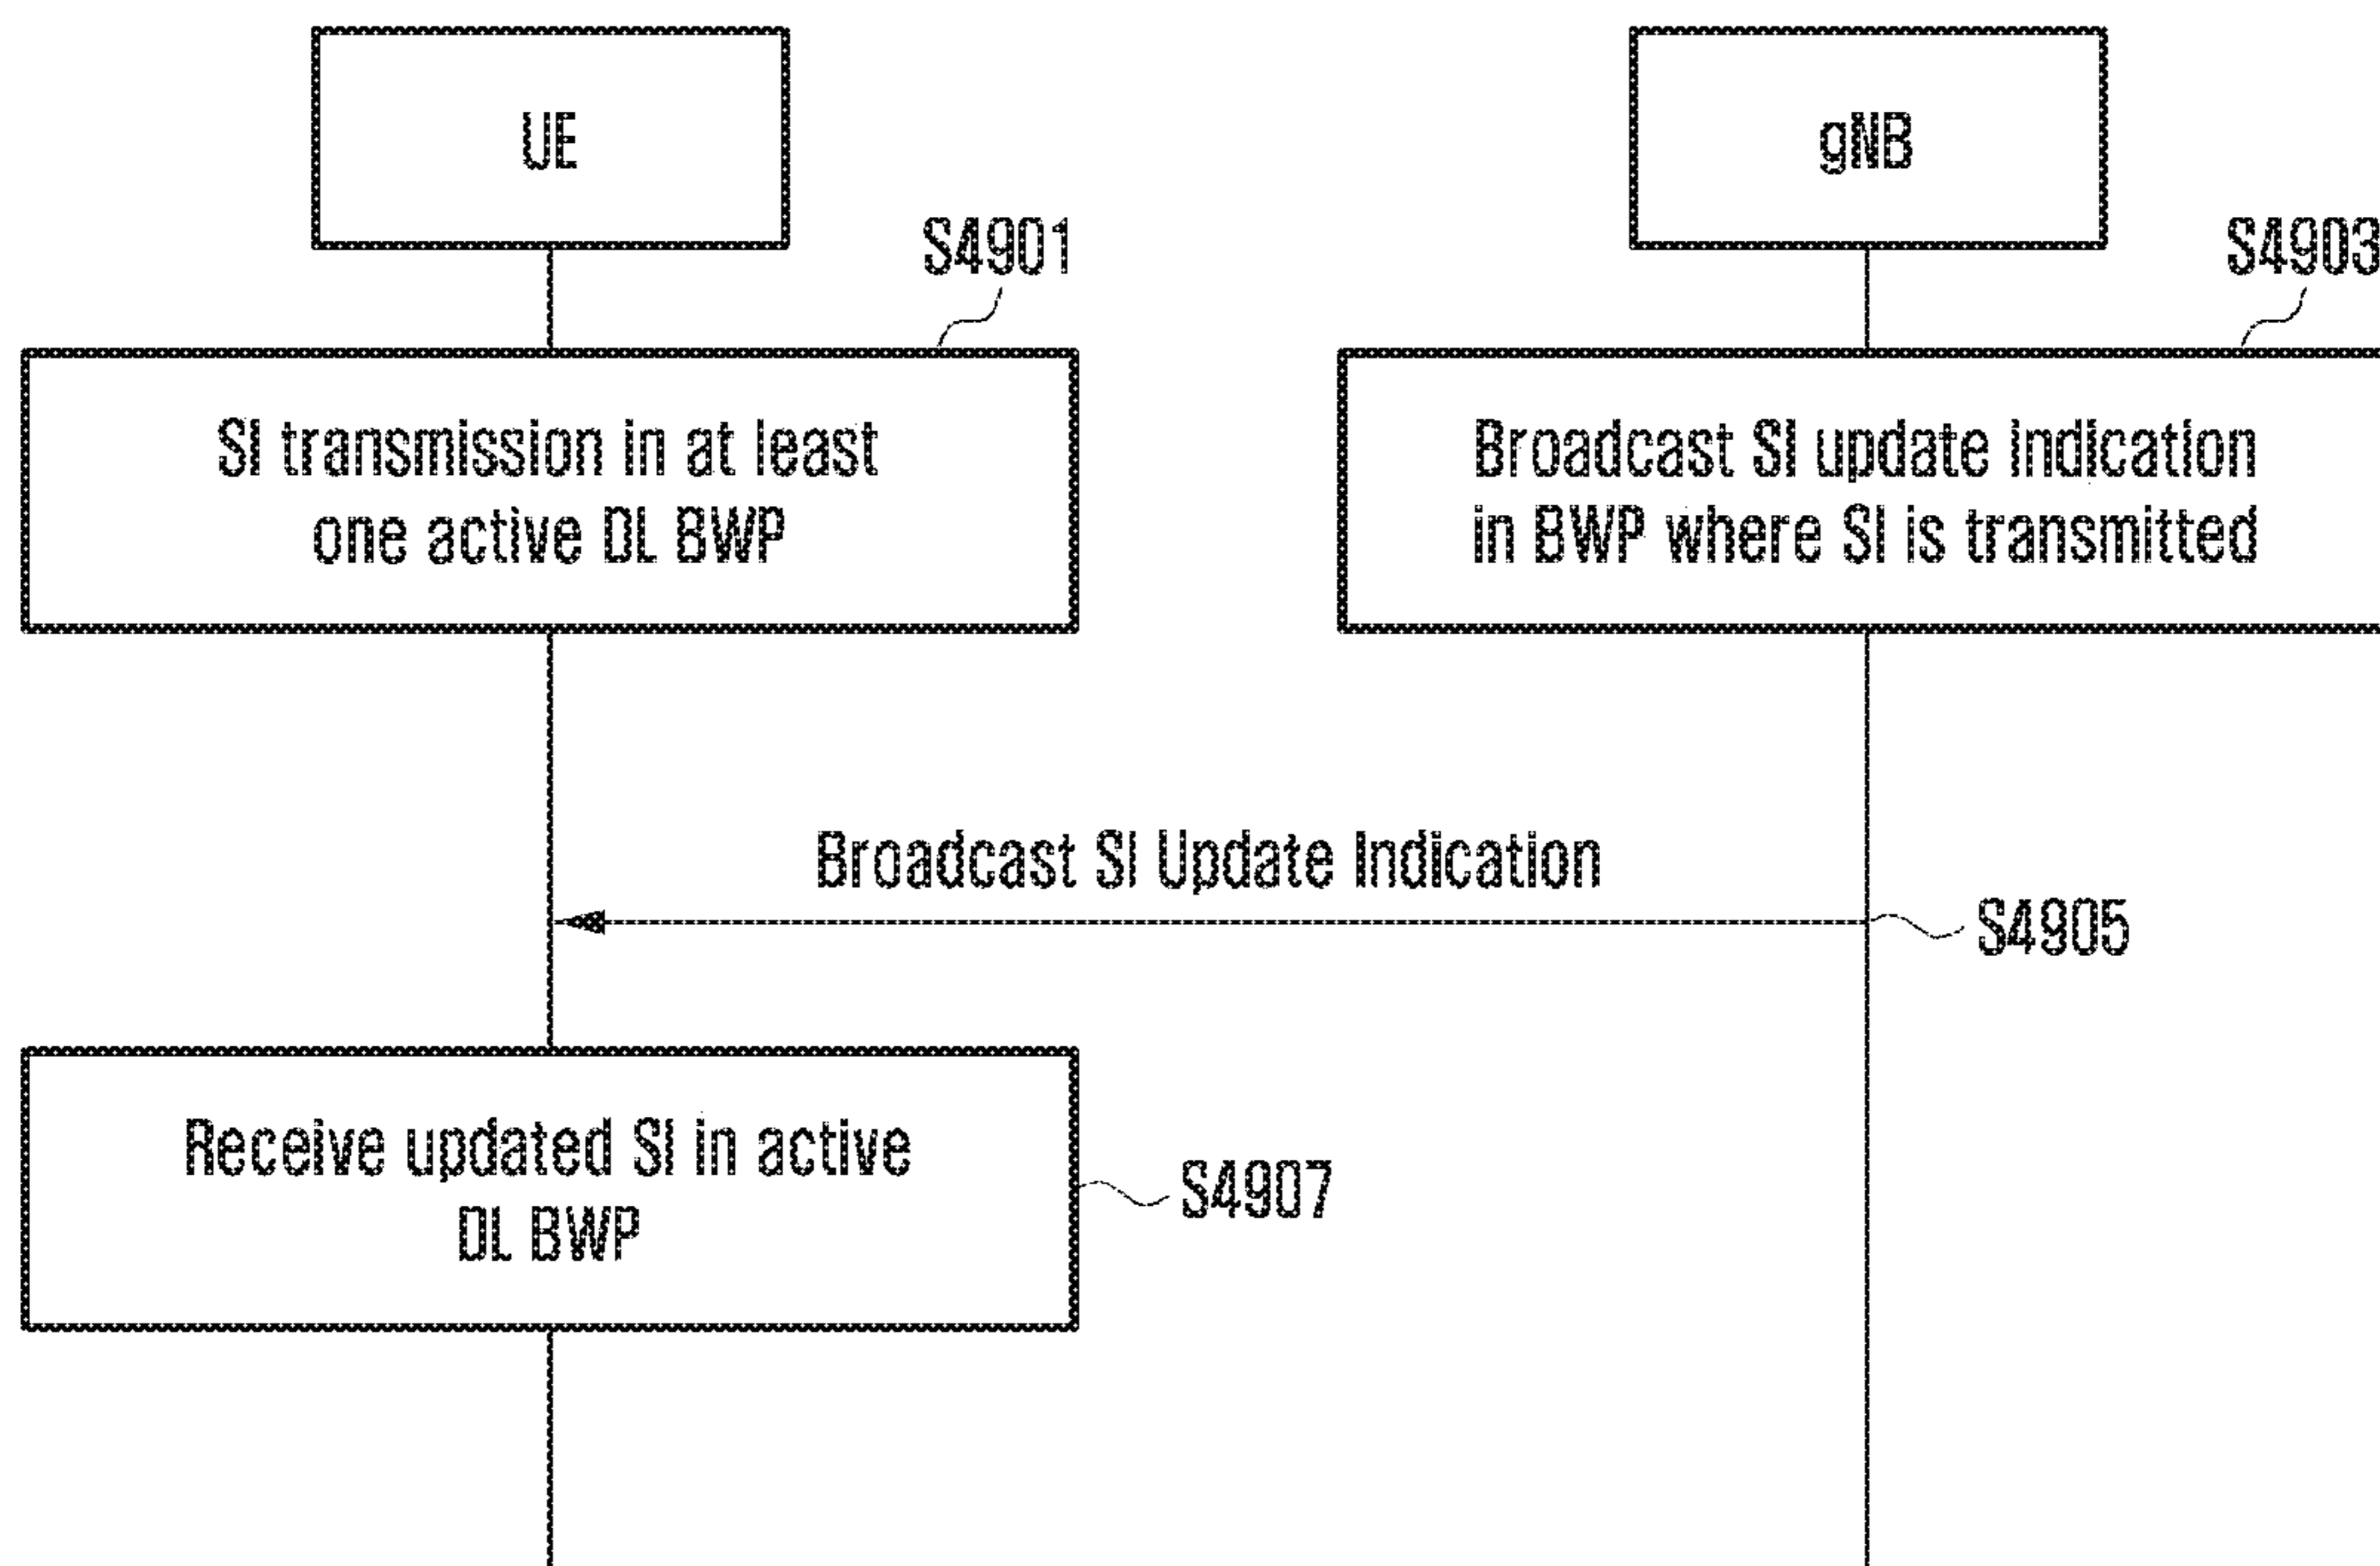 UE
gNB
S4901
S4903
SI transmission in at least
one active DL BWP
Broadcast SI update indication
in BWP where SI is transmitted
Broadcast SI Update Indication
S4905
Receive updated SI in active
DL BWP
S4907